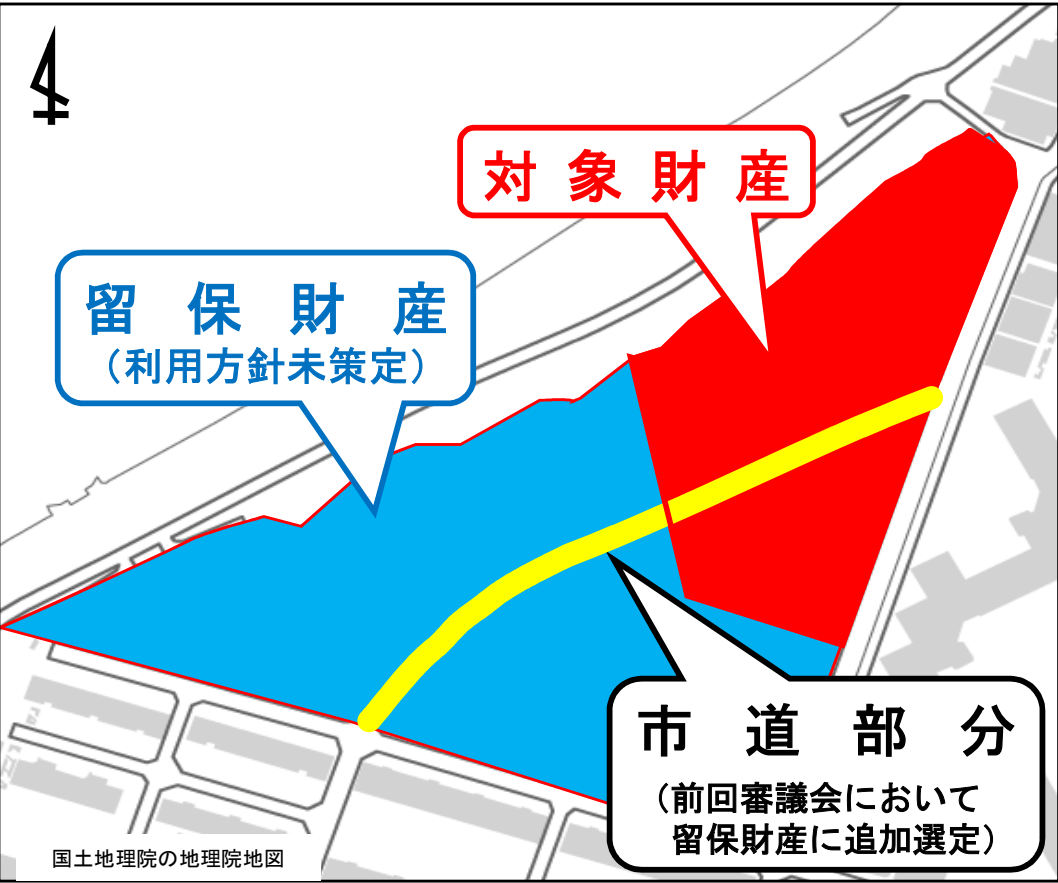 対象財産
留保財産
（利用方針未策定）
市道部分
（前回審議会において
留保財産に追加選定）
国土地理院の地理院地図